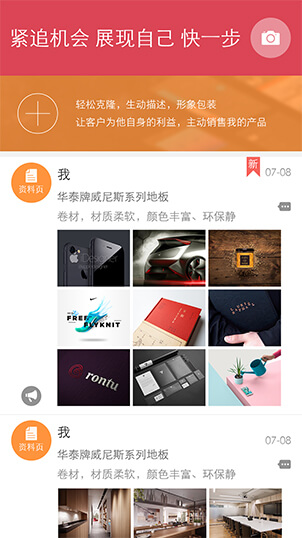 紧追机会 展现自己 快一步
轻松克隆，生动描述，形象包装
让客户为他自身的利益，主动销售我的产品
资料页
我
新
07-08
华泰牌威尼斯系列地板
卷材，材质柔软，颜色丰富、环保静
Designer
FREE
FLYKNIT
rontu
资料页
我
07-08
华泰牌威尼斯系列地板
卷材，材质柔软，颜色丰富、环保静